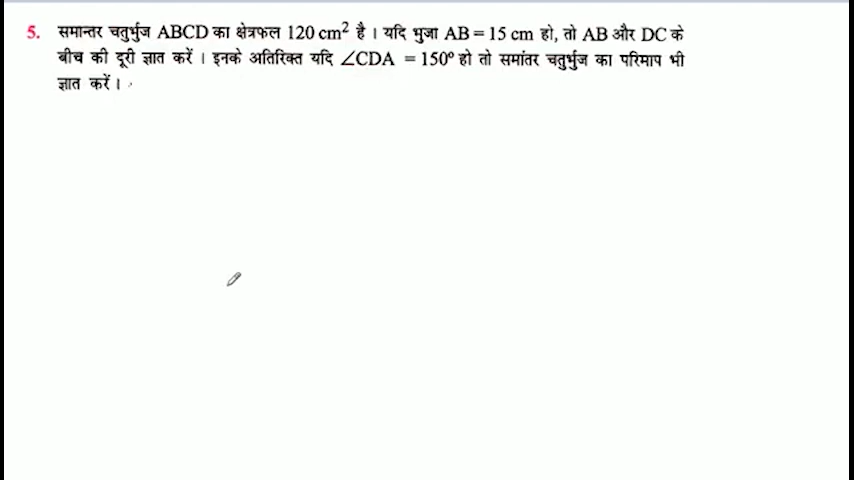 5. समान्तर चतुर्भुज ABCD का क्षेत्रफल 120 cm² है । यदि भुजा AB = 15 cm हो, तो AB और DC के
बीच की दूरी ज्ञात करें । इनके अतिरिक्त यदि ∠CDA = 150º हो तो समांतर चतुर्भुज का परिमाप भी
ज्ञात करें ।